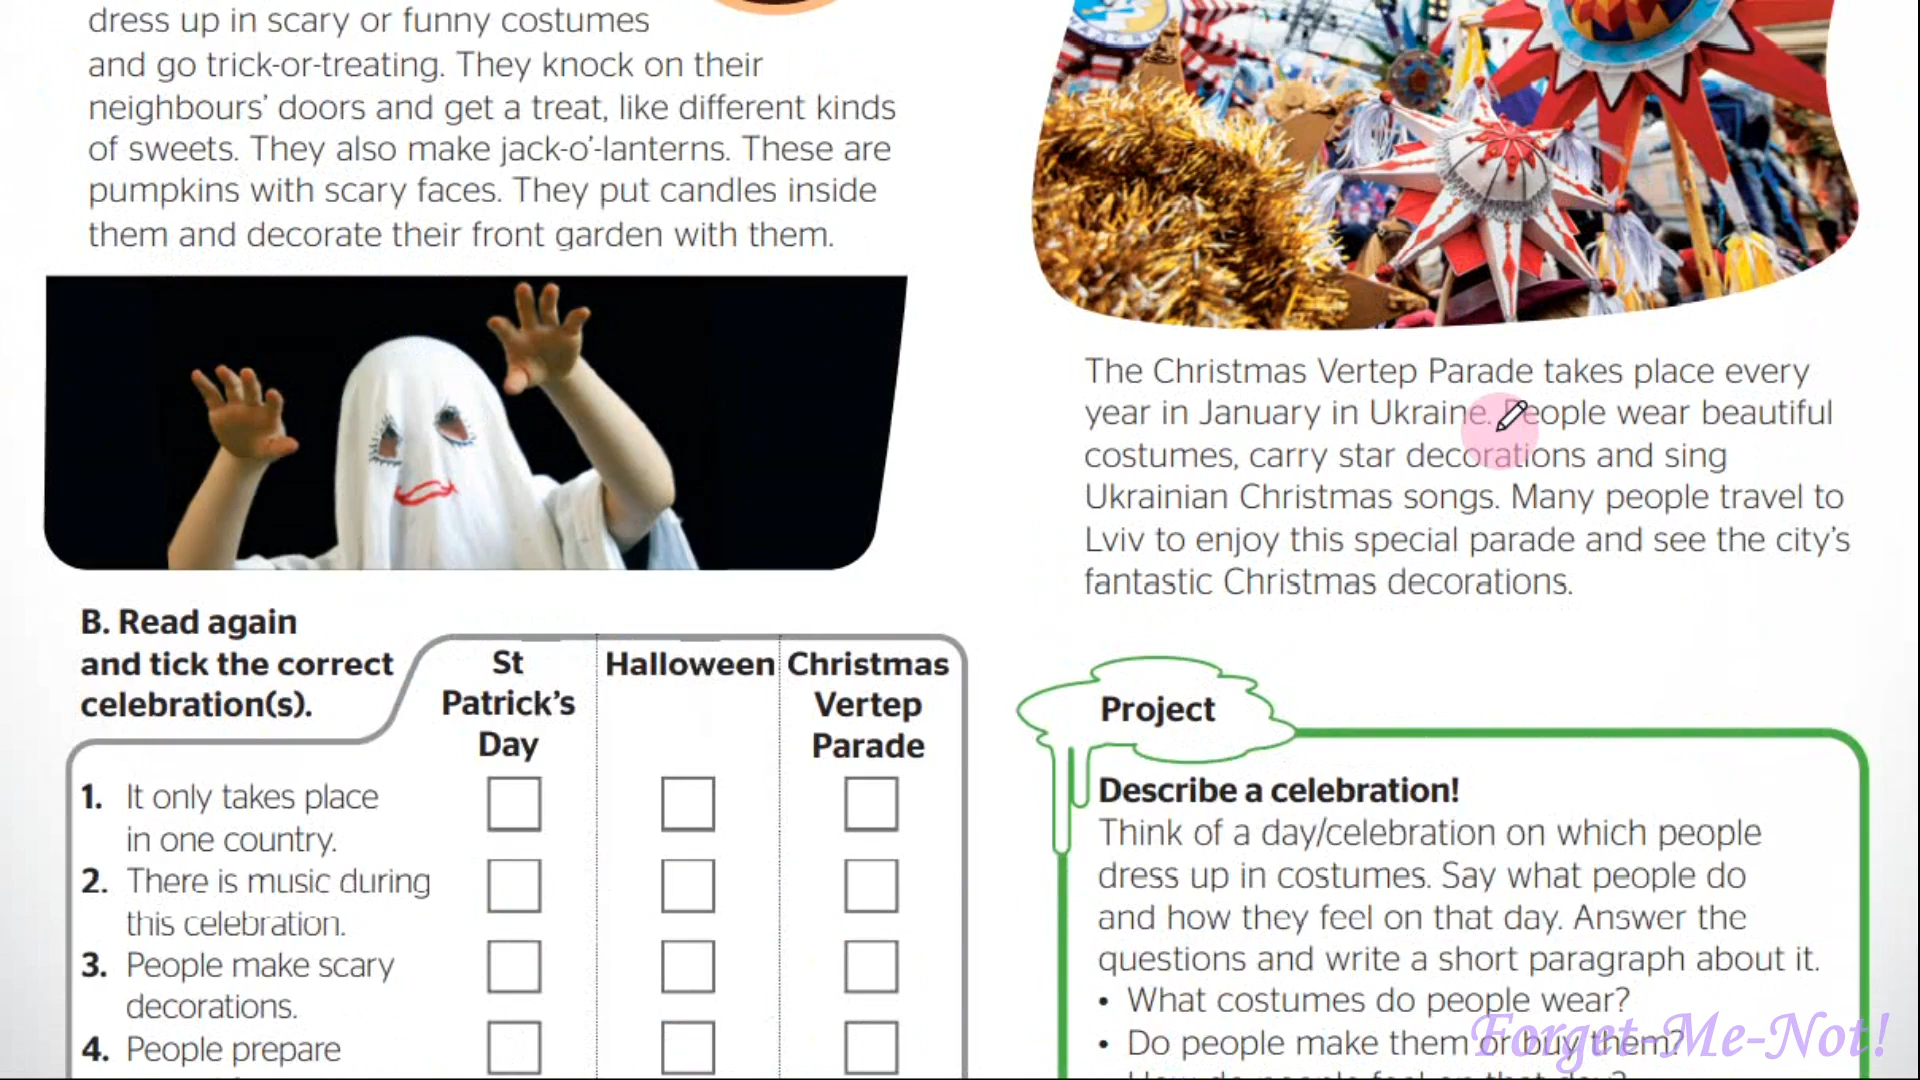 dress up in scary or funny costumes
and go trick-or-treating. They knock on their
neighbours' doors and get a treat, like different kinds
of sweets. They also make jack-o'-lanterns. These are
pumpkins with scary faces. They put candles inside
them and decorate their front garden with them.
The Christmas Vertep Parade takes place every
year in January in Ukraine. People wear beautiful
costumes, carry star decorations and sing
Ukrainian Christmas songs. Many people travel to
Lviv to enjoy this special parade and see the city's
fantastic Christmas decorations.
B. Read again
and tick the correct
celebration(s).
St
Patrick's
Day
Halloween
Christmas
Vertep
Parade
1. It only takes place
in one country.
2. There is music during
this celebration.
3. People make scary
decorations.
4. People prepare
Project
Describe a celebration!
Think of a day/celebration on which people
dress up in costumes. Say what people do
and how they feel on that day. Answer the
questions and write a short paragraph about it.
• What costumes do people wear?
• Do people make them or buy them?
Forget-Me-Not!